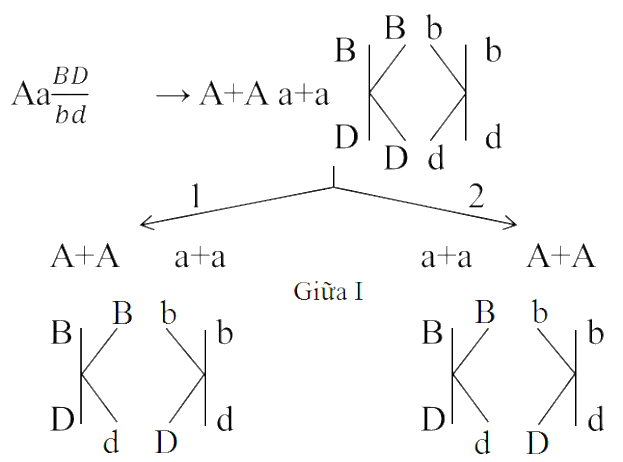 B b
B b
Aa BD/bd → A+A a+a
D d
D d
1 2
A+A a+a a+a A+A
Giữa I
B b B b
B b B b
D d D d
d D d D